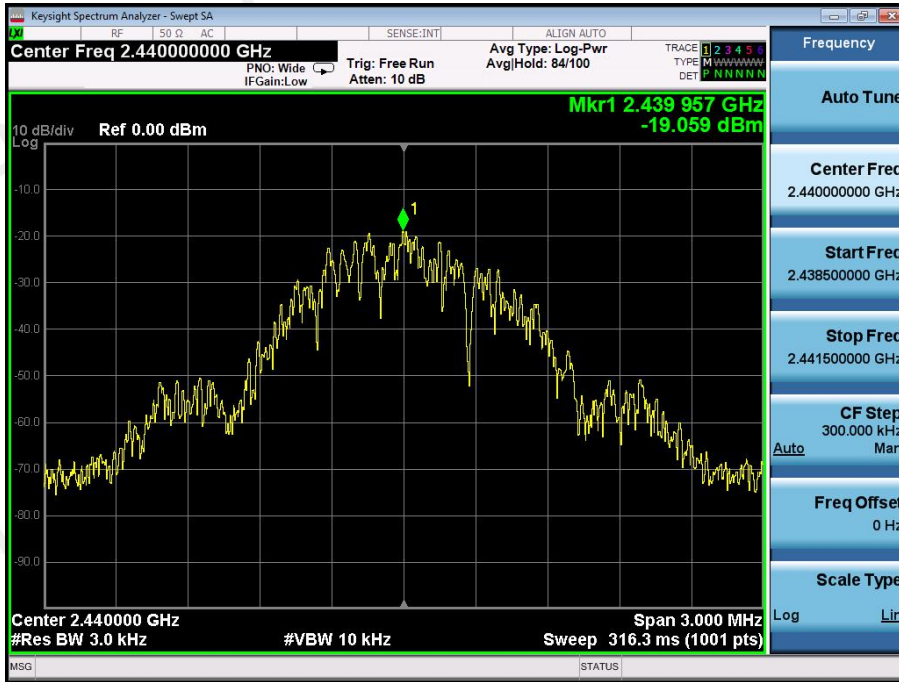 Keysight Spectrum Analyzer - Swept SA
LXI RF 50 Ω AC SENSE:INT ALIGN AUTO
Center Freq 2.440000000 GHz
PNO: Wide
IFGain:Low
Trig: Free Run
Atten: 10 dB
Avg Type: Log-Pwr
Avg|Hold: 84/100
TRACE 1 2 3 4 5 6
TYPE M WWWWW
DET P N N N N N
Mkr1 2.439 957 GHz
-19.059 dBm
10 dB/div Ref 0.00 dBm
Log
1
-10.0
-20.0
-30.0
-40.0
-50.0
-60.0
-70.0
-80.0
-90.0
Center 2.440000 GHz Span 3.000 MHz
#Res BW 3.0 kHz #VBW 10 kHz Sweep 316.3 ms (1001 pts)
MSG STATUS
Frequency
Auto Tune
Center Freq
2.440000000 GHz
Start Freq
2.438500000 GHz
Stop Freq
2.441500000 GHz
CF Step
300.000 kHz
Auto Man
Freq Offset
0 Hz
Scale Type
Log Lin